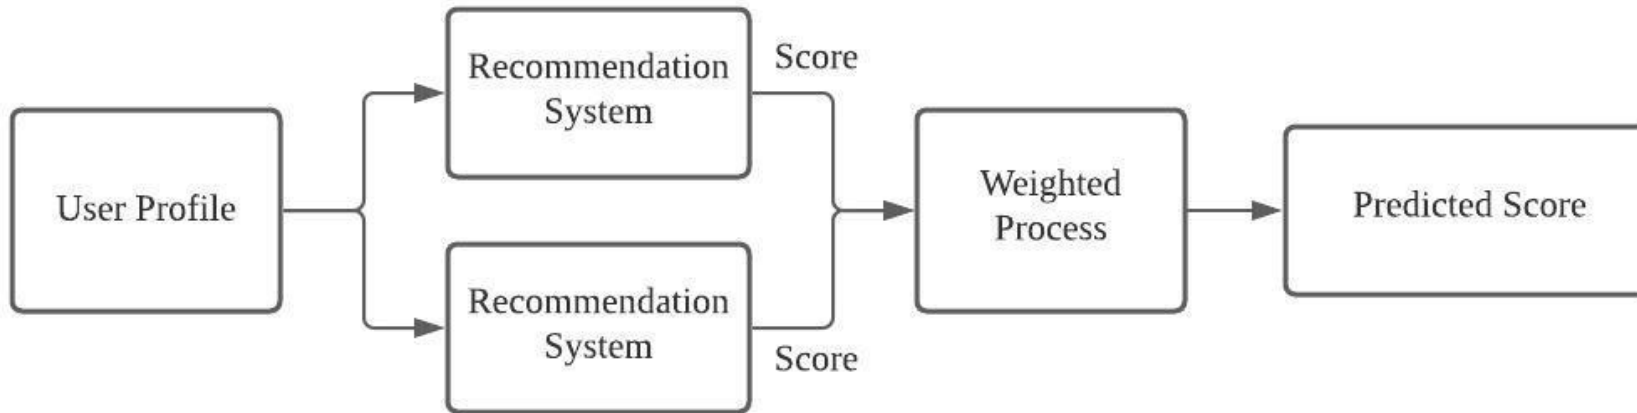 User Profile
Recommendation
System
Score
Recommendation
System
Score
Weighted
Process
Predicted Score